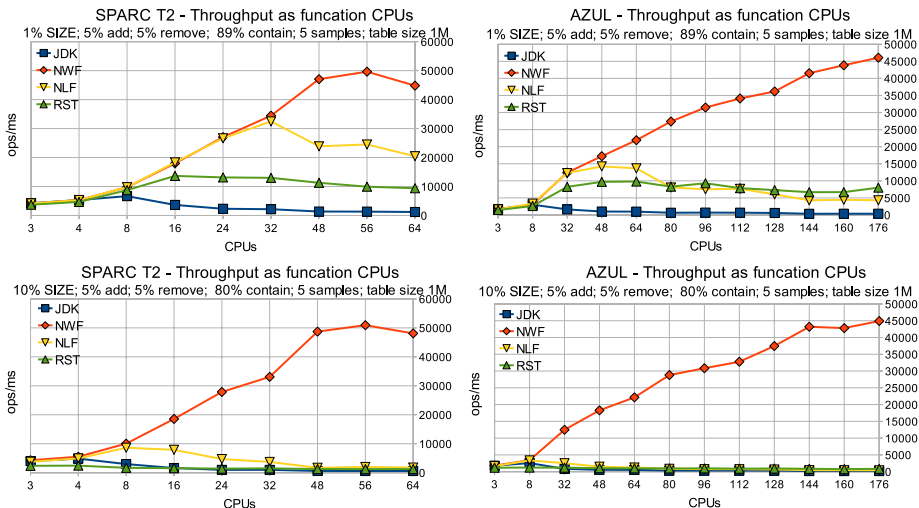 SPARC T2 - Throughput as funcation CPUs
1% SIZE; 5% add; 5% remove; 89% contain; 5 samples; table size 1M
JDK
NWF
NLF
RST
ops/ms
60000
50000
40000
30000
20000
10000
0
3 4 8 16 24 32 48 56 64
CPUs
AZUL - Throughput as funcation CPUs
1% SIZE; 5% add; 5% remove; 89% contain; 5 samples; table size 1M
JDK
NWF
NLF
RST
ops/ms
50000
45000
40000
35000
30000
25000
20000
15000
10000
5000
0
3 8 32 48 64 80 96 112 128 144 160 176
CPUs
SPARC T2 - Throughput as funcation CPUs
10% SIZE; 5% add; 5% remove; 80% contain; 5 samples; table size 1M
JDK
NWF
NLF
RST
ops/ms
60000
50000
40000
30000
20000
10000
0
3 4 8 16 24 32 48 56 64
CPUs
AZUL - Throughput as funcation CPUs
10% SIZE; 5% add; 5% remove; 80% contain; 5 samples; table size 1M
JDK
NWF
NLF
RST
ops/ms
50000
45000
40000
35000
30000
25000
20000
15000
10000
5000
0
3 8 32 48 64 80 96 112 128 144 160 176
CPUs